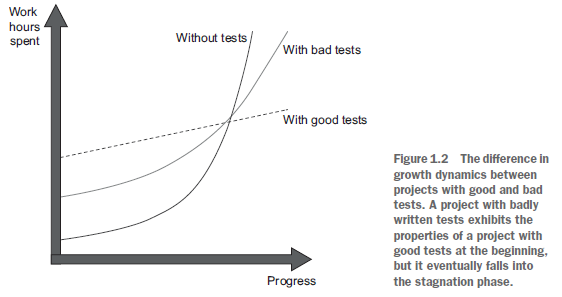 Work
hours
spent
Without tests
With bad tests
With good tests
Progress
Figure 1.2 The difference in
growth dynamics between
projects with good and bad
tests. A project with badly
written tests exhibits the
properties of a project with
good tests at the beginning,
but it eventually falls into
the stagnation phase.